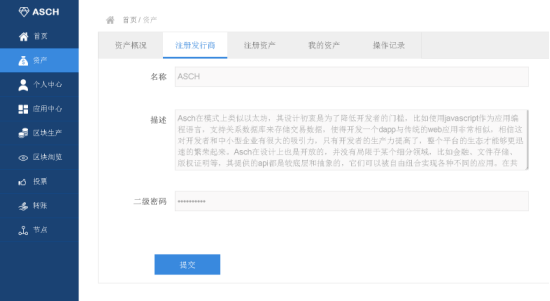 ASCH
首页
资产
个人中心
应用中心
区块生产
区块浏览
投票
转账
节点
首页 / 资产
资产概况 注册发行商 注册资产 我的资产 操作记录
名称 ASCH
描述 Asch在模式上类似以太坊，其设计初衷是为了降低开发者的门槛，比如使用javascript作为应用编
程语言，支持关系数据库来存储交易数据，使得开发一个dapp与传统的web应用非常相似，相信这
对开发者和中小型企业有很大的吸引力，只有开发者的生产力提高了，整个平台的生态才能够更迅
速的繁荣起来。Asch在设计上也是开放的，并没有局限于某个细分领域，比如金融、文件存储、
版权证明等，其提供的api都是较底层和抽象的，它们可以被自由组合实现各种不同的应用。在共
二级密码 ··········
提交